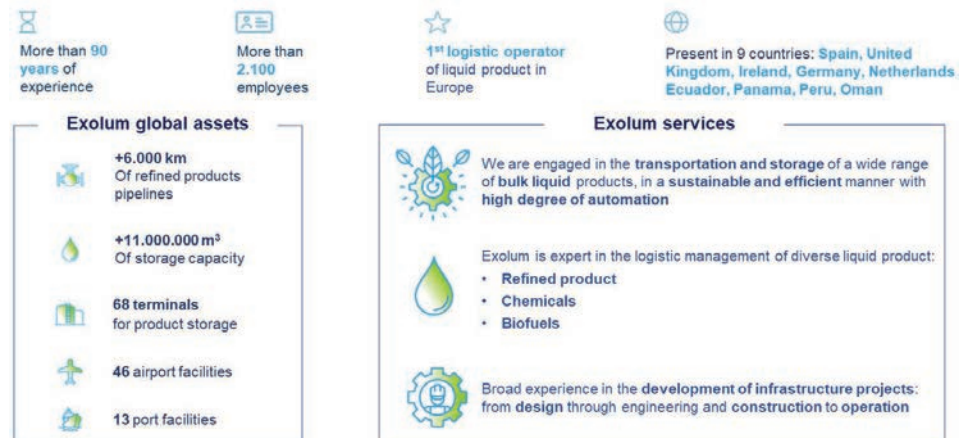 More than 90
years of
experience
More than
2.100
employees
1st logistic operator
of liquid product in
Europe
Present in 9 countries: Spain, United
Kingdom, Ireland, Germany, Netherlands
Ecuador, Panama, Peru, Oman
Exolum global assets
+6.000 km
Of refined products
pipelines
+11.000.000 m³
Of storage capacity
68 terminals
for product storage
46 airport facilities
13 port facilities
Exolum services
We are engaged in the transportation and storage of a wide range
of bulk liquid products, in a sustainable and efficient manner with
high degree of automation
Exolum is expert in the logistic management of diverse liquid product:
• Refined product
• Chemicals
• Biofuels
Broad experience in the development of infrastructure projects:
from design through engineering and construction to operation